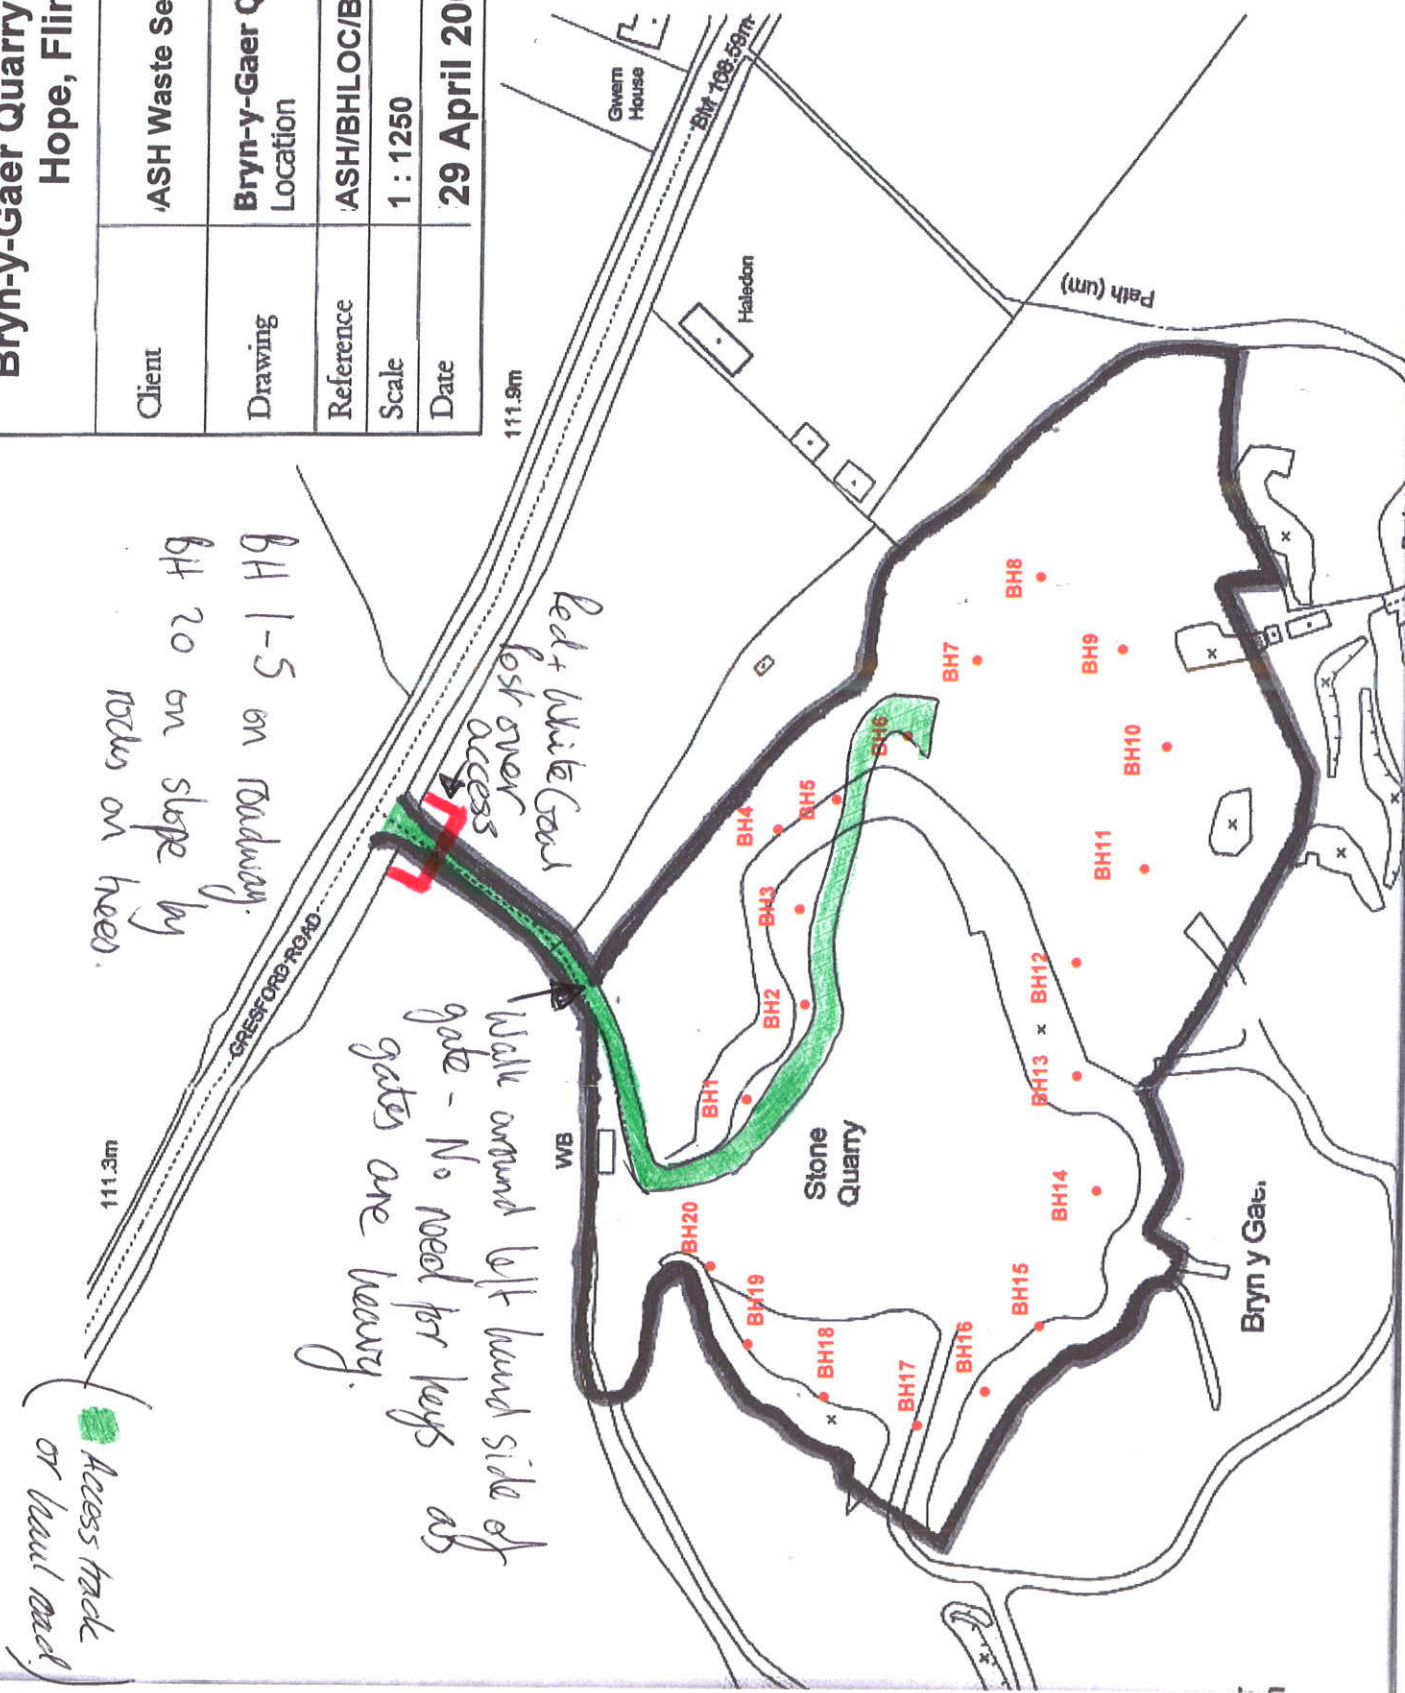 Bryn-y-Gaer Quarry
Hope, Flin
Client
ASH Waste Se
Drawing
Bryn-y-Gaer Q
Location
Reference
ASH/BHLOC/B
Scale
1 : 1250
Date
29 April 20
Gwern
House
BM 108.59m
Haledon
Path (um)
111.9m
BH 1-5 on roadway.
BH 20 on slope by
rocks on trees.
Red + White Goal
Post over
access
GRESFORD ROAD
111.3m
Walk around left hand side of
gate - No need for keys as
gates are heavy.
WB
Stone
Quarry
Bryn y Gaer
BH1
BH2
BH3
BH4
BH5
BH6
BH7
BH8
BH9
BH10
BH11
BH12
BH13
BH14
BH15
BH16
BH17
BH18
BH19
BH20
Access track
(or haul road)